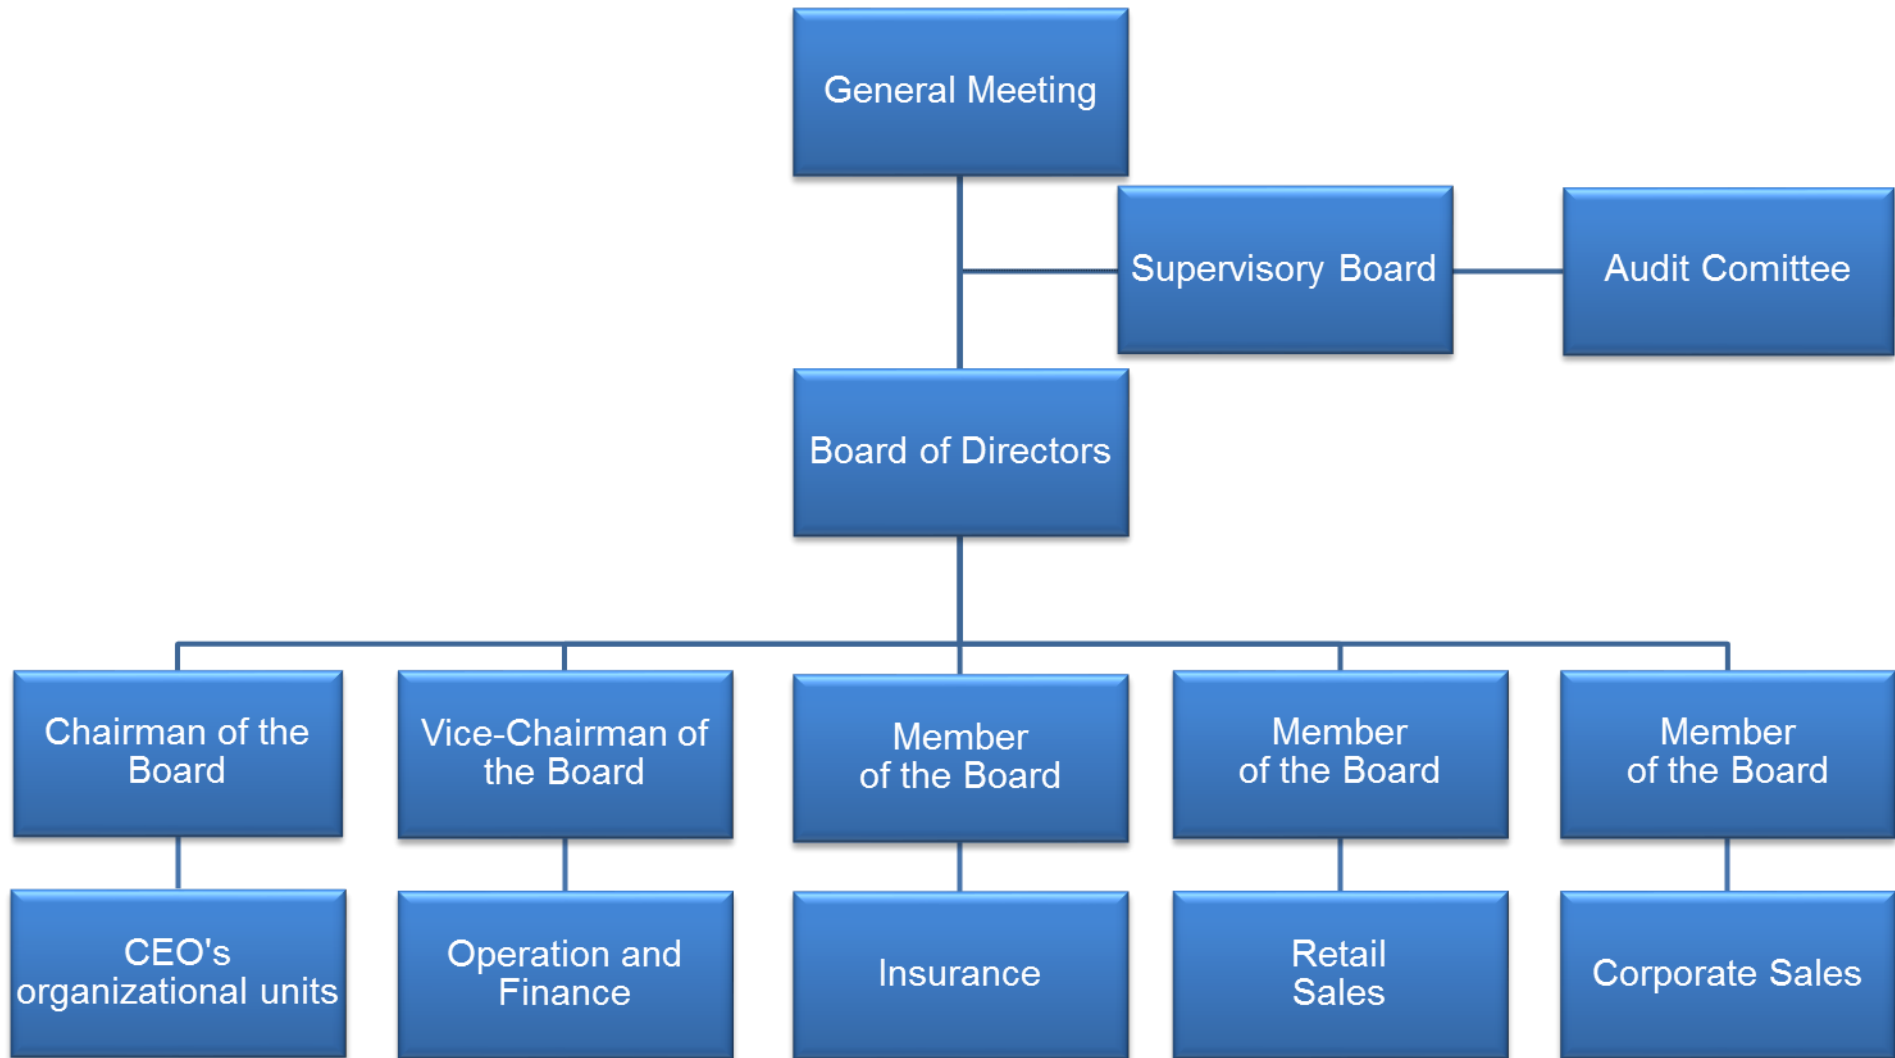 General Meeting
Supervisory Board
Audit Comittee
Board of Directors
Chairman of the
Board
Vice-Chairman of
the Board
Member
of the Board
Member
of the Board
Member
of the Board
CEO's
organizational units
Operation and
Finance
Insurance
Retail
Sales
Corporate Sales